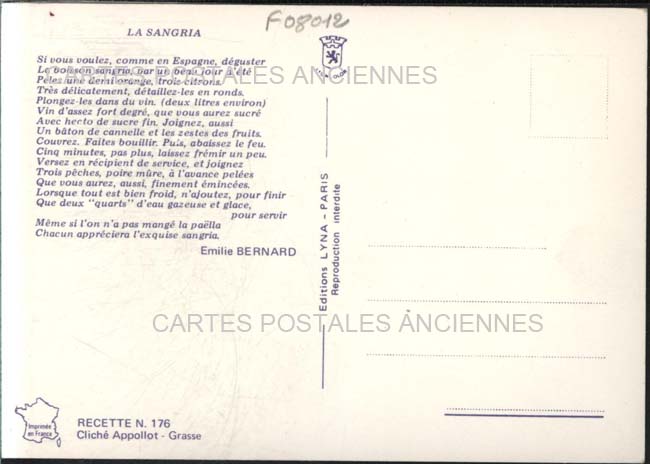 F08012
LA SANGRIA
Si vous voulez, comme en Espagne, déguster
Le boisson sangria, par un beau jour d'été
Pelez une demi orange, trois citrons.
Très délicatement, détaillez-les en ronds.
Plongez-les dans du vin. (deux litres environ)
Vin d'assez fort degré, que vous aurez sucré
Avec hecto de sucre fin. Joignez, aussi
Un bâton de cannelle et les zestes des fruits.
Couvrez. Faites bouillir. Puis, abaissez le feu.
Cinq minutes, pas plus, laissez frémir un peu.
Versez en récipient de service, et joignez
Trois pêches, poire mûre, à l'avance pelées
Que vous aurez, aussi, finement émincées.
Lorsque tout est bien froid, n'ajoutez, pour finir
Que deux "quarts" d'eau gazeuse et glace,
pour servir
Même si l'on n'a pas mangé la paëlla
Chacun appréciera l'exquise sangria.
Emilie BERNARD
CARTES POSTALES ANCIENNES
Editions LYNA - PARIS
Reproduction interdite
CARTES POSTALES ANCIENNES
Imprimée
en France
RECETTE N. 176
Cliché Appollot - Grasse